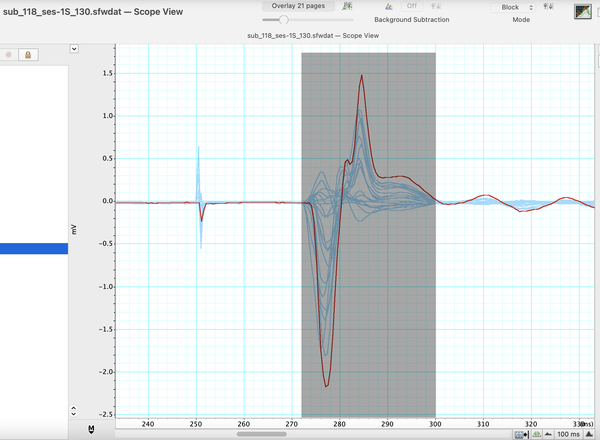 sub_118_ses-1S_130.sfwdat — Scope View
Overlay 21 pages
Off
Block
Background Subtraction
Mode
sub_118_ses-1S_130.sfwdat — Scope View
1.5
1.0
0.5
0.0
−0.5
−1.0
−1.5
−2.0
−2.5
mV
240 250 260 270 280 290 300 310 320
M
100 ms